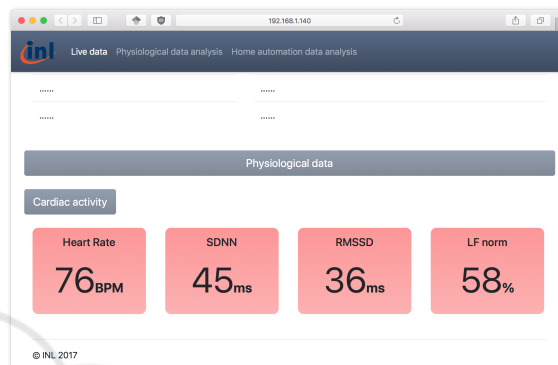 192.168.1.140
inl Live data Physiological data analysis Home automation data analysis
...... ......
...... ......
Physiological data
Cardiac activity
Heart Rate SDNN RMSSD LF norm
76BPM 45ms 36ms 58%
© INL 2017